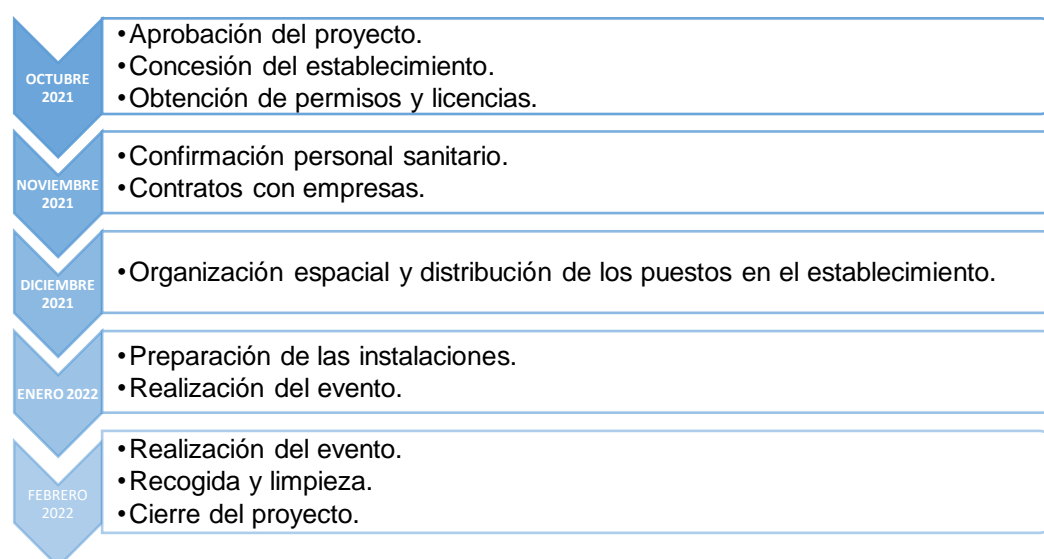 OCTUBRE
2021
•Aprobación del proyecto.
•Concesión del establecimiento.
•Obtención de permisos y licencias.
NOVIEMBRE
2021
•Confirmación personal sanitario.
•Contratos con empresas.
DICIEMBRE
2021
•Organización espacial y distribución de los puestos en el establecimiento.
ENERO 2022
•Preparación de las instalaciones.
•Realización del evento.
FEBRERO
2022
•Realización del evento.
•Recogida y limpieza.
•Cierre del proyecto.